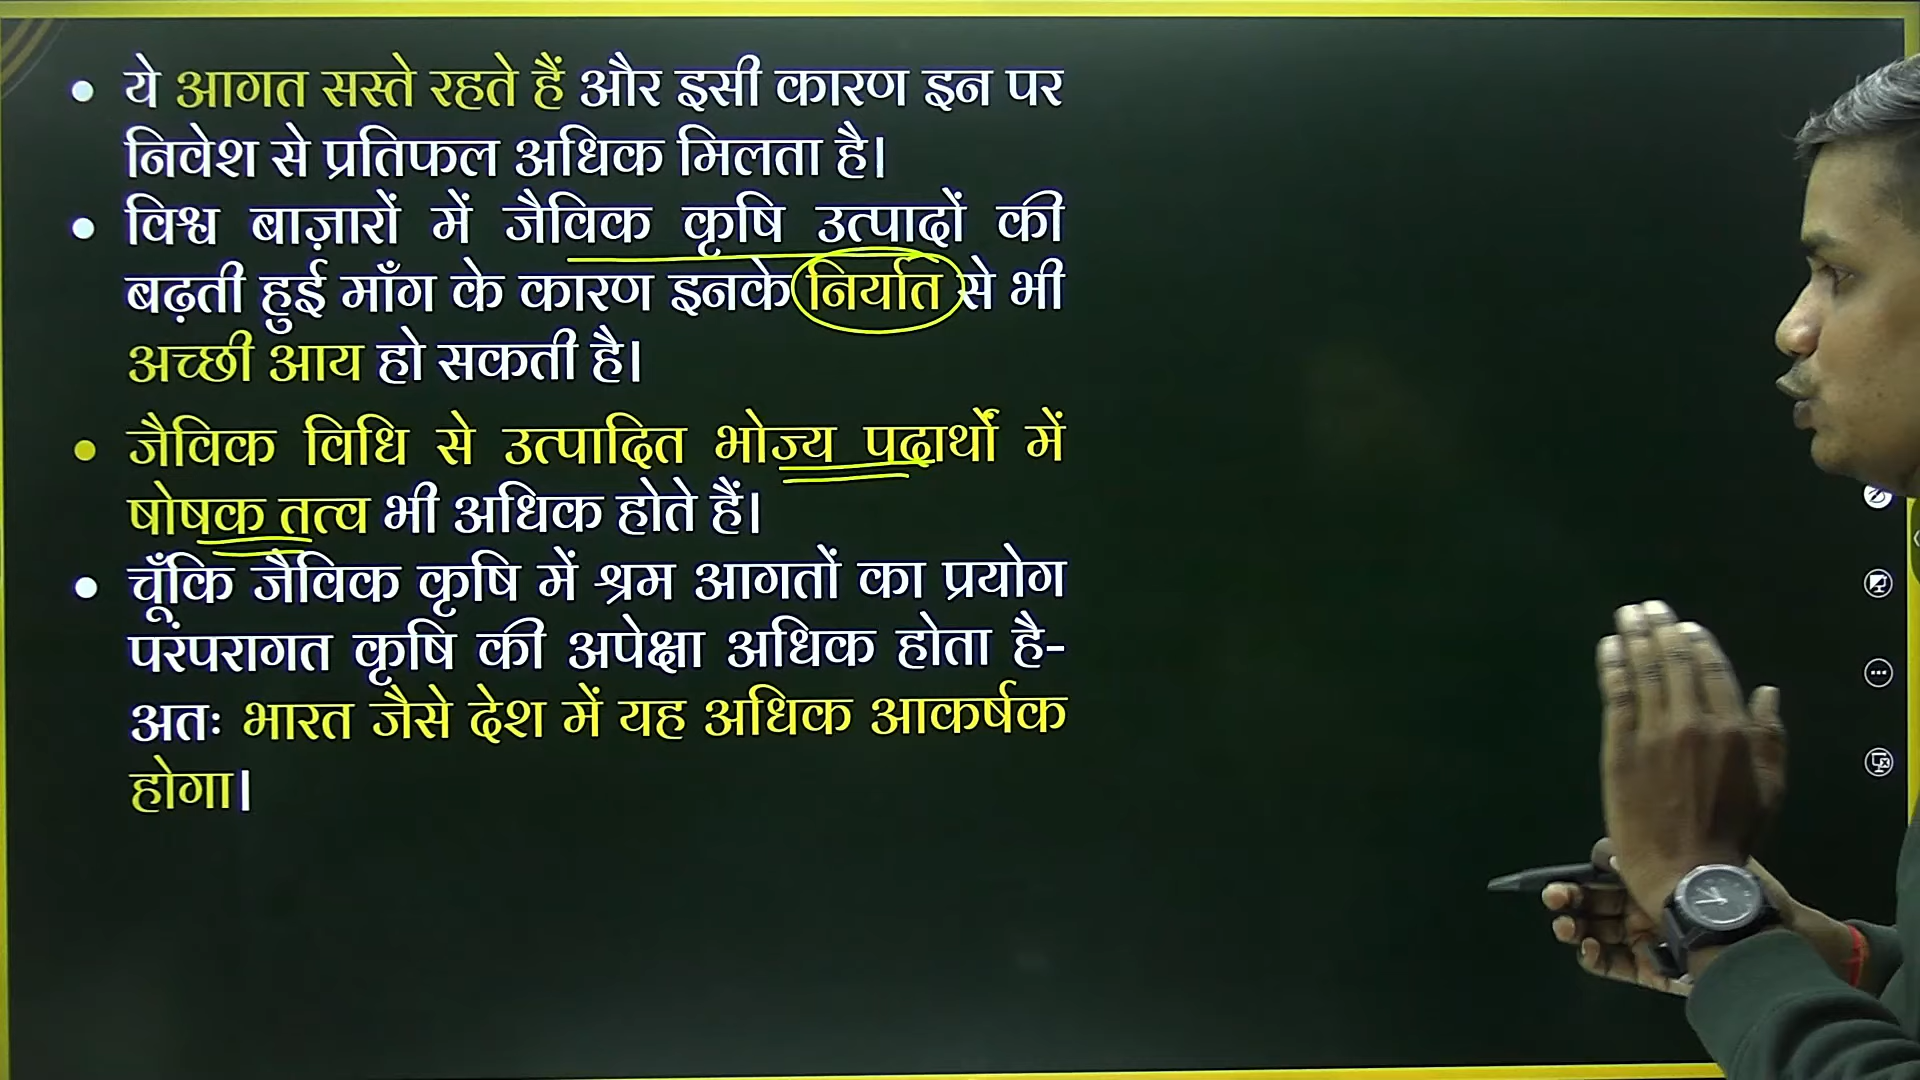 • ये आगत सस्ते रहते हैं और इसी कारण इन पर
निवेश से प्रतिफल अधिक मिलता है।
• विश्व बाज़ारों में जैविक कृषि उत्पादों की
बढ़ती हुई माँग के कारण इनके निर्यात से भी
अच्छी आय हो सकती है।
• जैविक विधि से उत्पादित भोज्य पदार्थों में
षोषक तत्व भी अधिक होते हैं।
• चूँकि जैविक कृषि में श्रम आगतों का प्रयोग
परंपरागत कृषि की अपेक्षा अधिक होता है-
अतः भारत जैसे देश में यह अधिक आकर्षक
होगा।